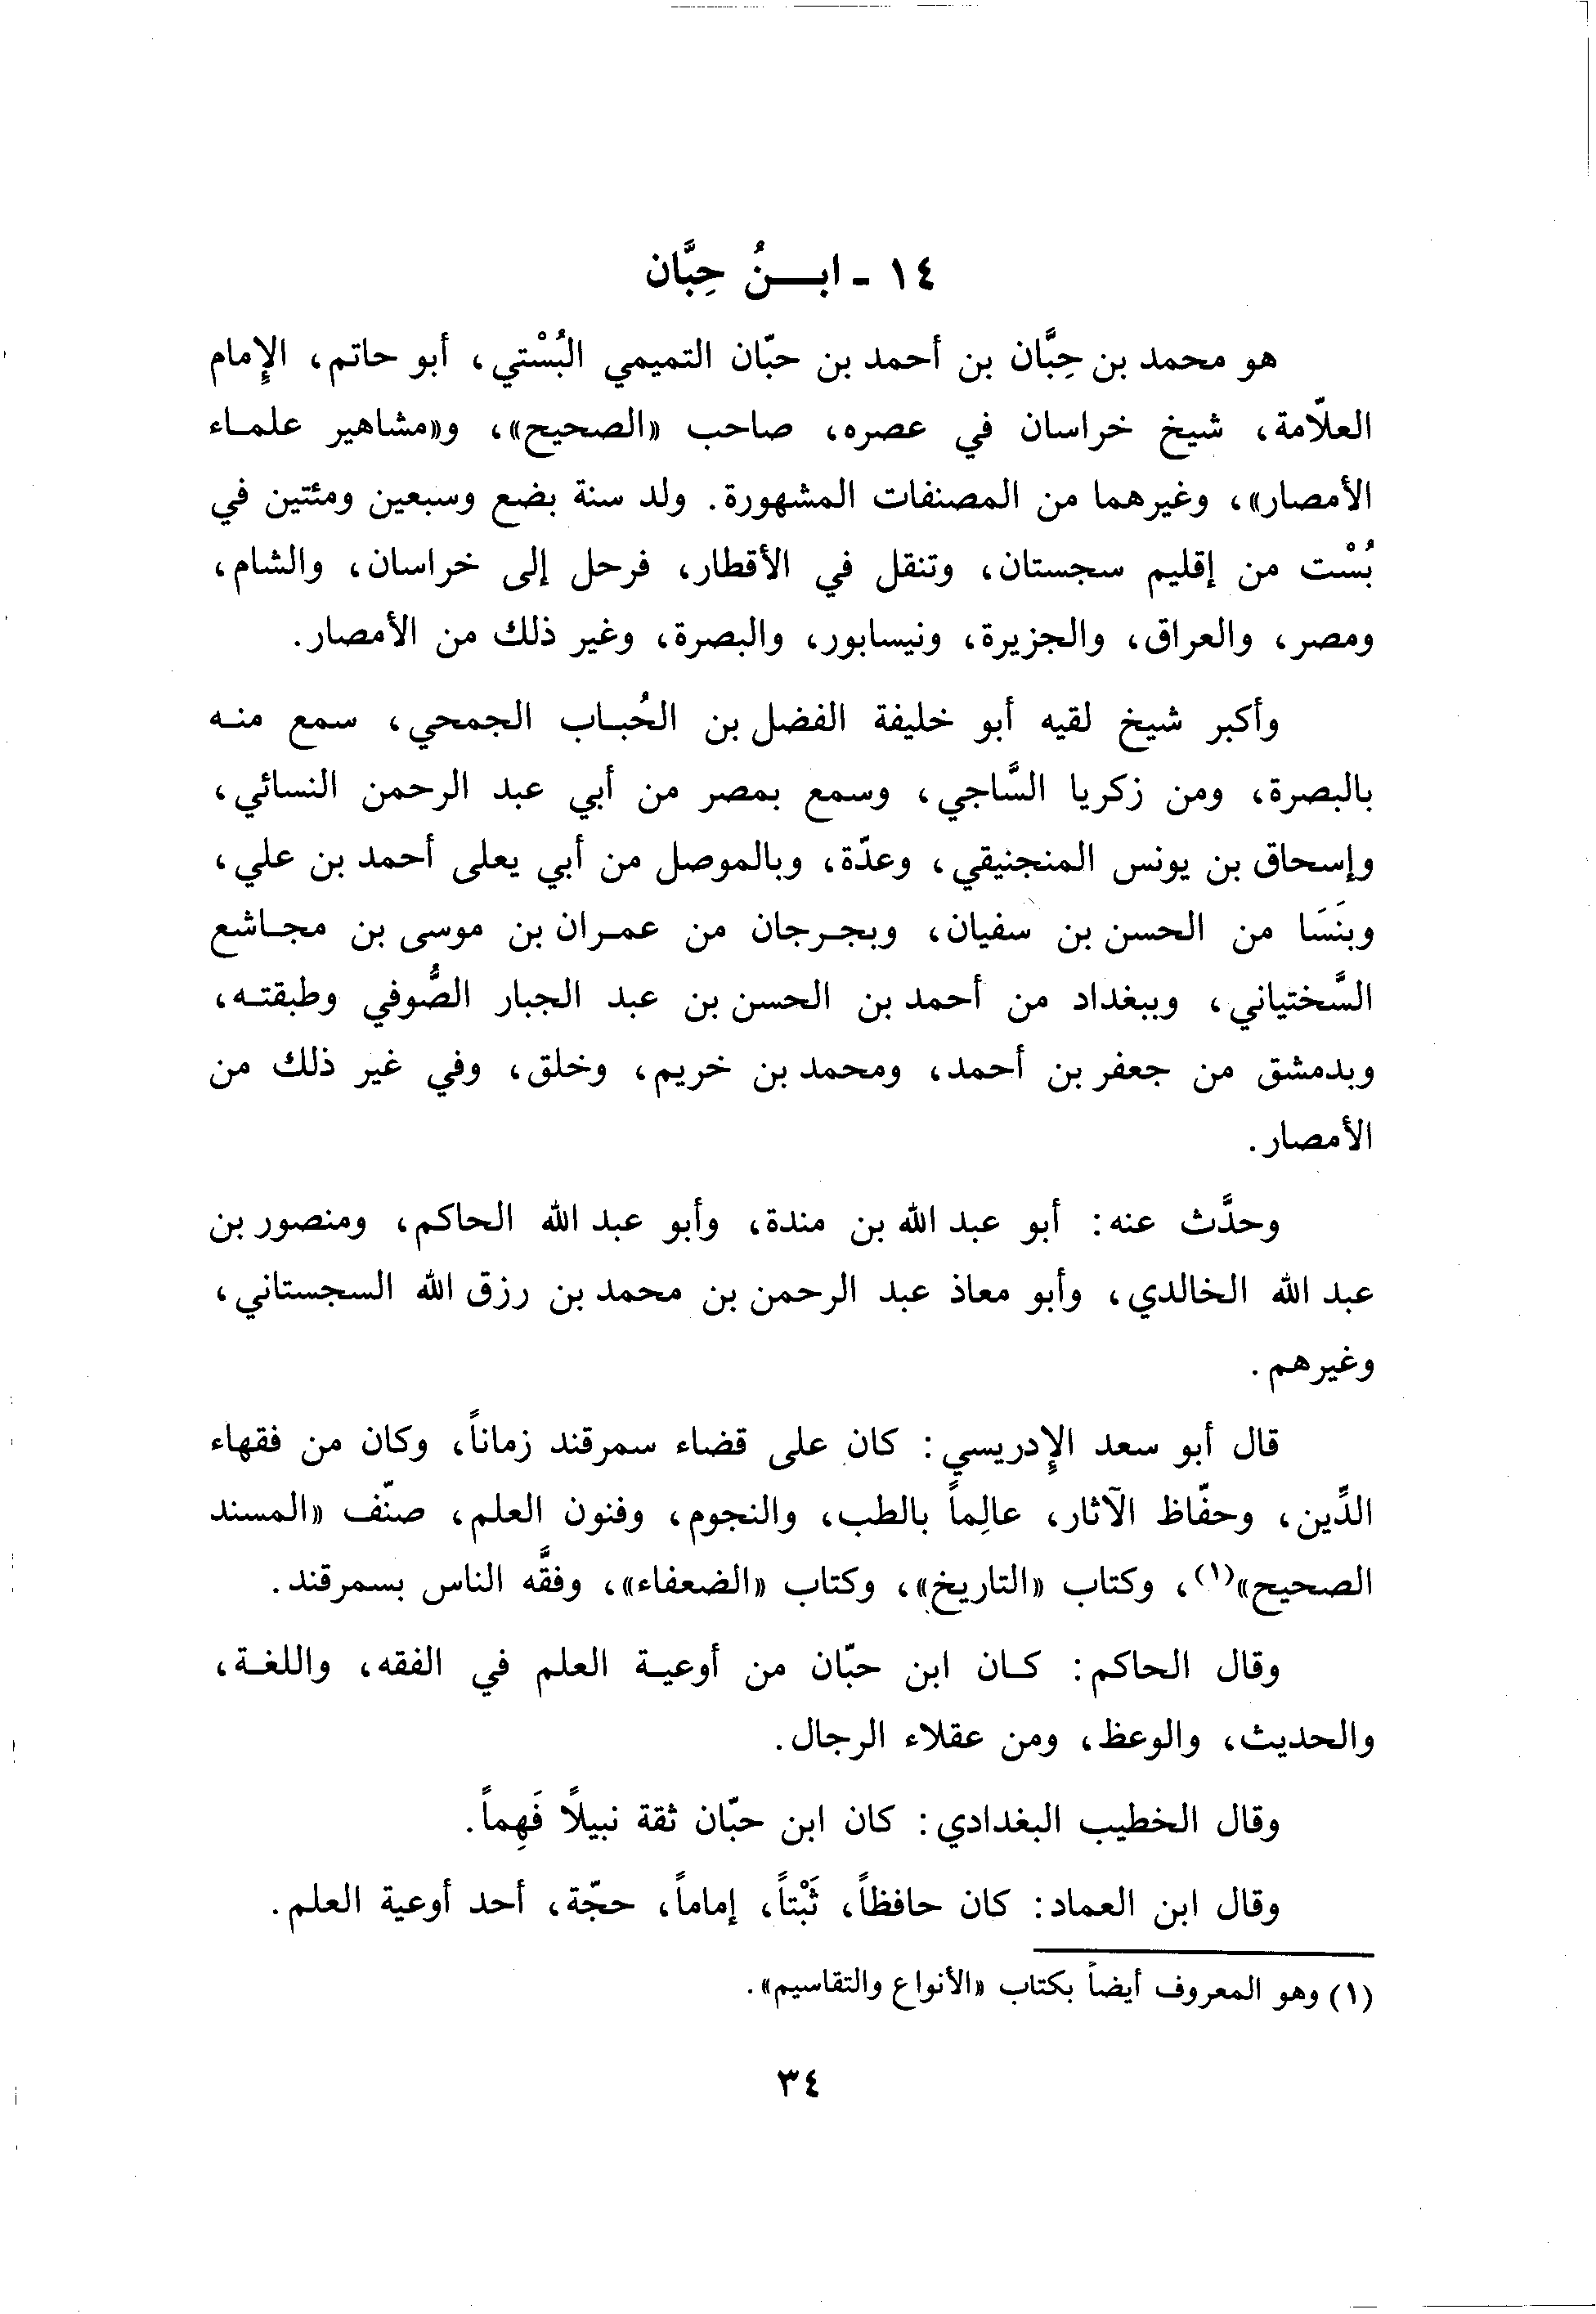 ١٤ - ابــنُ حِبَّان
هو محمد بن حِبَّان بن أحمد بن حبّان التميمي البُسْتي، أبو حاتم، الإِمام
العلاّمة، شيخ خراسان في عصره، صاحب «الصحيح»، و«مشاهير علماء
الأمصار»، وغيرهما من المصنفات المشهورة. ولد سنة بضع وسبعين ومئتين في
بُسْت من إقليم سجستان، وتنقل في الأقطار، فرحل إلى خراسان، والشام،
ومصر، والعراق، والجزيرة، ونيسابور، والبصرة، وغير ذلك من الأمصار.
وأكبر شيخ لقيه أبو خليفة الفضل بن الحُباب الجمحي، سمع منه
بالبصرة، ومن زكريا السَّاجي، وسمع بمصر من أبي عبد الرحمن النسائي،
وإسحاق بن يونس المنجنيقي، وعدّة، وبالموصل من أبي يعلى أحمد بن علي،
وبنَسَا من الحسن بن سفيان، وبجرجان من عمران بن موسى بن مجاشع
السَّختياني، وببغداد من أحمد بن الحسن بن عبد الجبار الصُّوفي وطبقته،
وبدمشق من جعفر بن أحمد، ومحمد بن خريم، وخلق، وفي غير ذلك من
الأمصار.
وحدَّث عنه: أبو عبد الله بن مندة، وأبو عبد الله الحاكم، ومنصور بن
عبد الله الخالدي، وأبو معاذ عبد الرحمن بن محمد بن رزق الله السجستاني،
وغيرهم.
قال أبو سعد الإِدريسي: كان على قضاء سمرقند زماناً، وكان من فقهاء
الدِّين، وحفّاظ الآثار، عالِماً بالطب، والنجوم، وفنون العلم، صنّف «المسند
الصحيح»(١)، وكتاب «التاريخ»، وكتاب «الضعفاء»، وفقَّه الناس بسمرقند.
وقال الحاكم: كان ابن حبّان من أوعية العلم في الفقه، واللغة،
والحديث، والوعظ، ومن عقلاء الرجال.
وقال الخطيب البغدادي: كان ابن حبّان ثقة نبيلاً فَهِماً.
وقال ابن العماد: كان حافظاً، ثَبْتاً، إماماً، حجّة، أحد أوعية العلم.
(١) وهو المعروف أيضاً بكتاب «الأنواع والتقاسيم».
٣٤